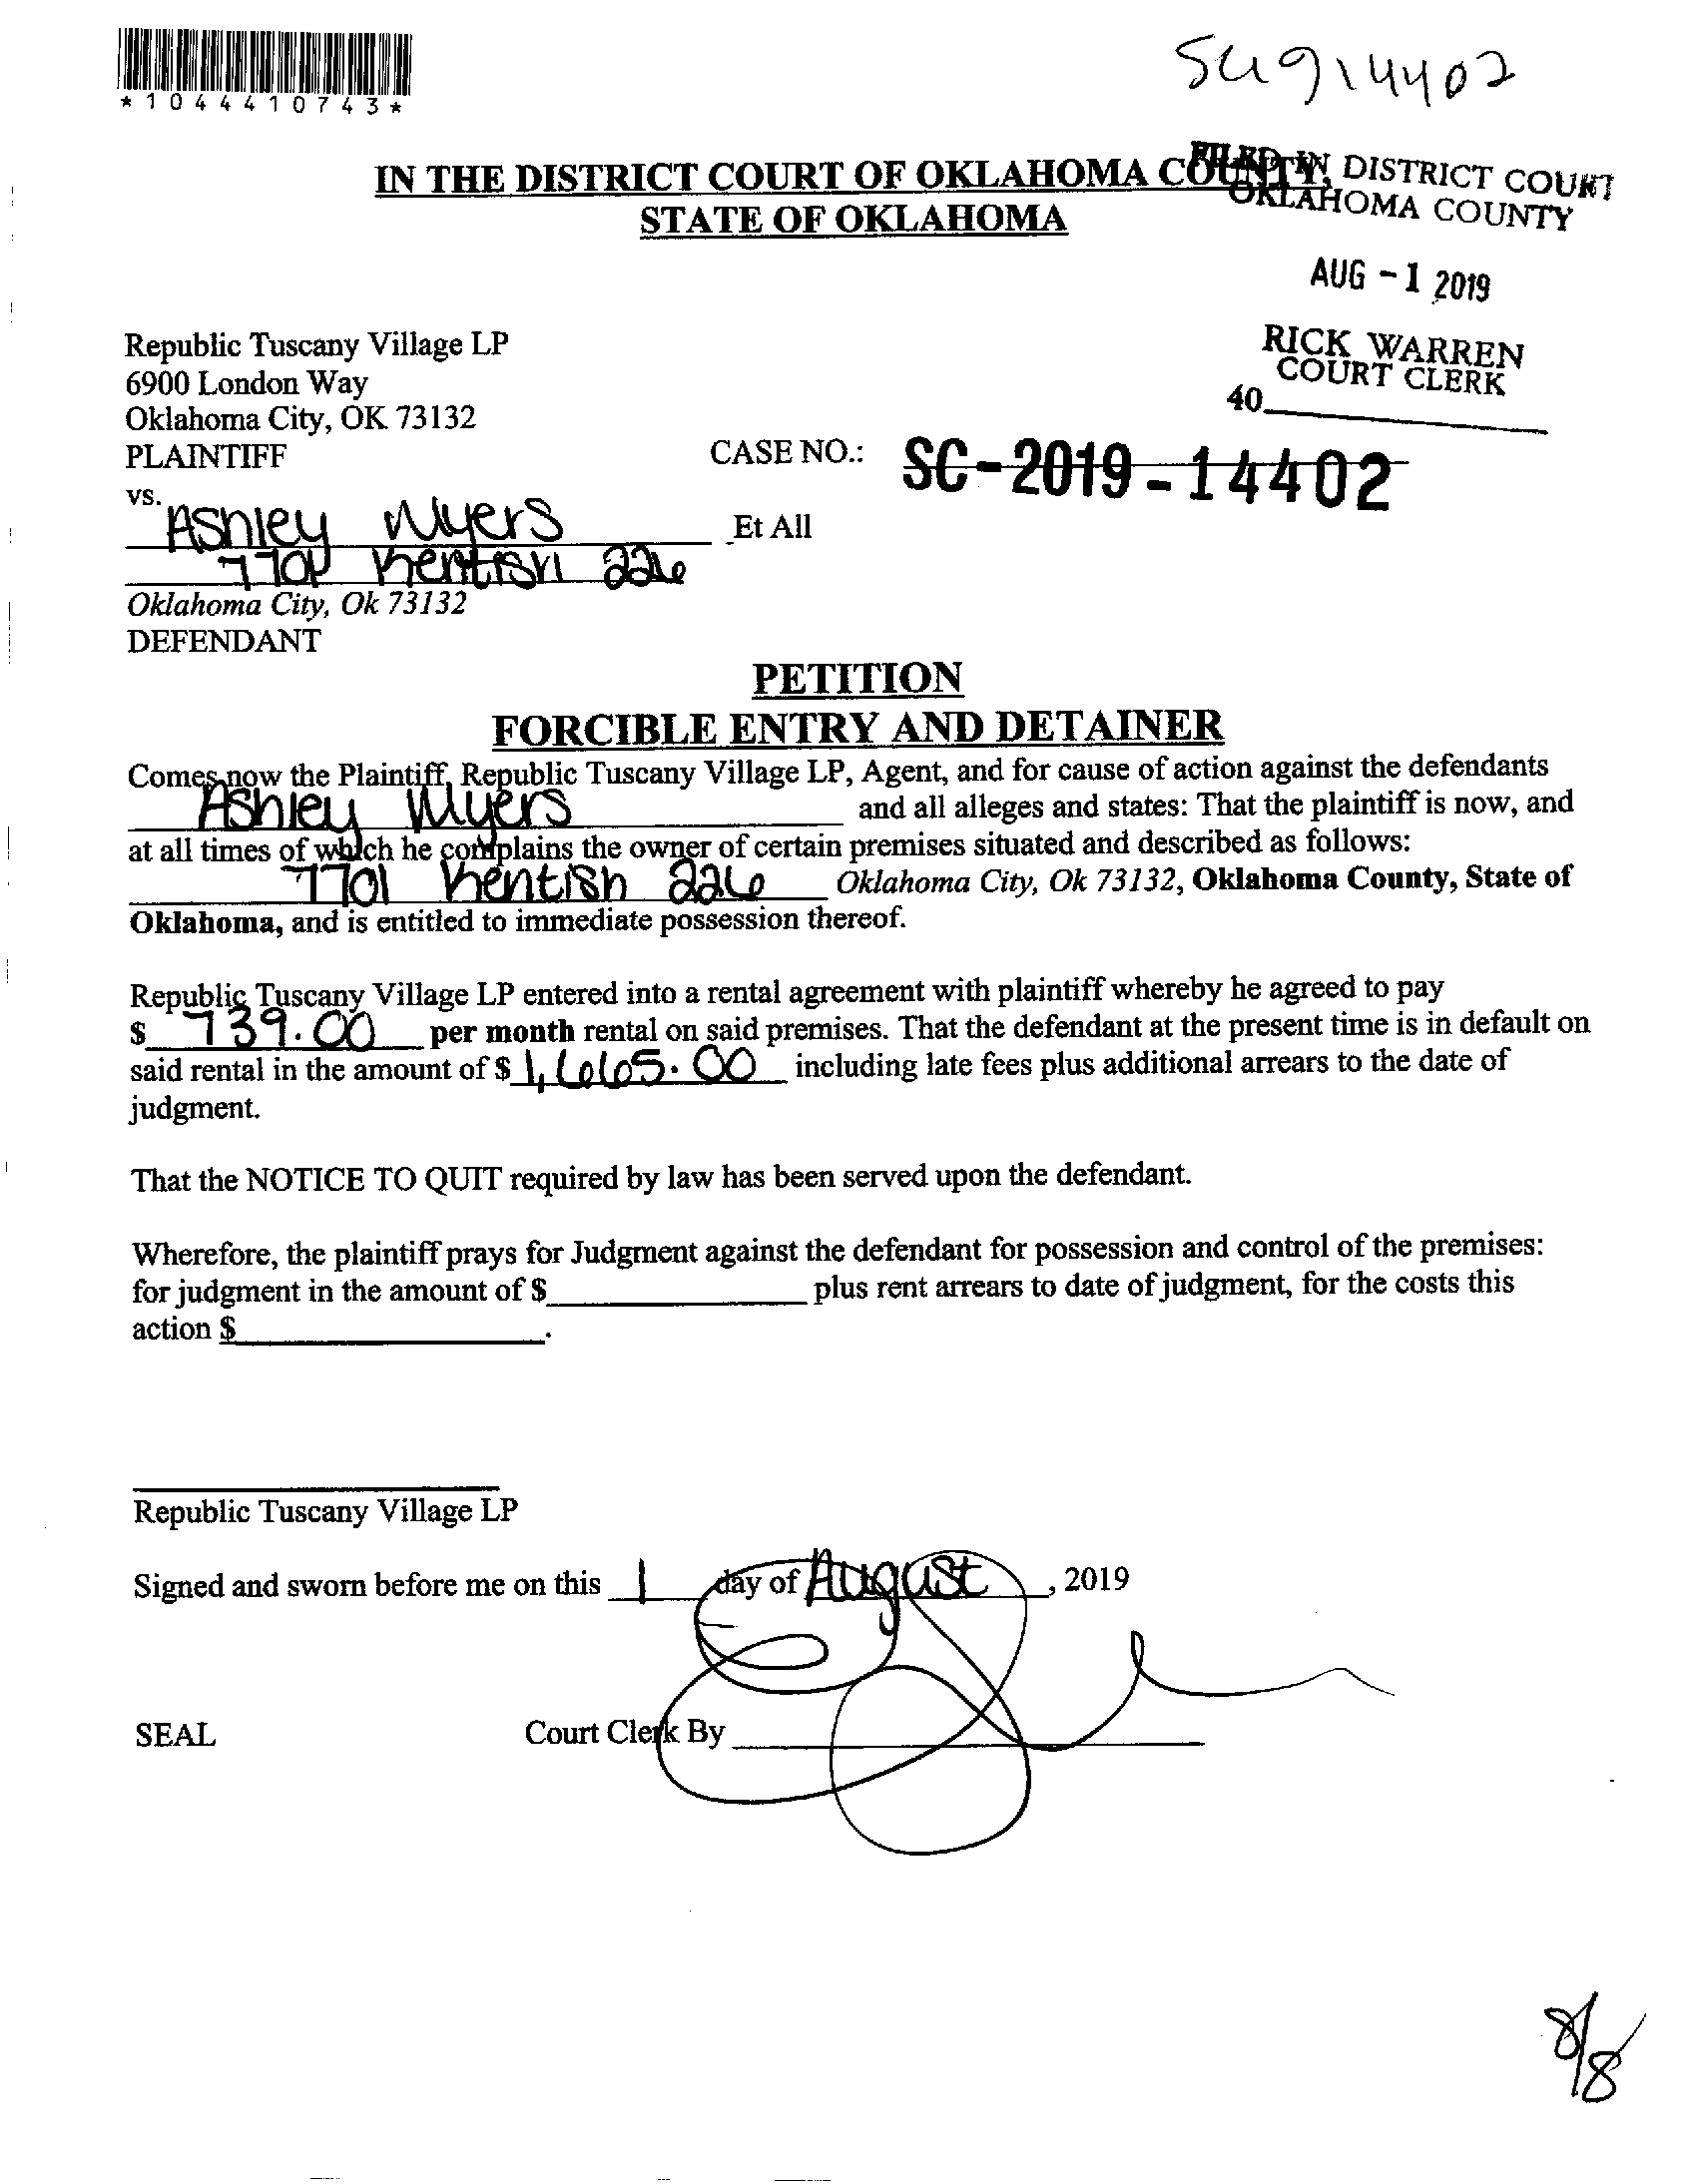 *1044410743*
SC1914402
IN THE DISTRICT COURT OF OKLAHOMA COUNTY,
STATE OF OKLAHOMA
FILED IN DISTRICT COURT
OKLAHOMA COUNTY
AUG -1 2019
RICK WARREN
COURT CLERK
40
Republic Tuscany Village LP
6900 London Way
Oklahoma City, OK 73132
PLAINTIFF
CASE NO.: SC-2019-14402
vs.
Ashley Myers Et All
7701 Kentish 226
Oklahoma City, Ok 73132
DEFENDANT
PETITION
FORCIBLE ENTRY AND DETAINER
Comes now the Plaintiff, Republic Tuscany Village LP, Agent, and for cause of action against the defendants
Ashley Myers and all alleges and states: That the plaintiff is now, and
at all times of which he complains the owner of certain premises situated and described as follows:
7701 Kentish 226 Oklahoma City, Ok 73132, Oklahoma County, State of
Oklahoma, and is entitled to immediate possession thereof.
Republic Tuscany Village LP entered into a rental agreement with plaintiff whereby he agreed to pay
$ 739.00 per month rental on said premises. That the defendant at the present time is in default on
said rental in the amount of $ 1,665.00 including late fees plus additional arrears to the date of
judgment.
That the NOTICE TO QUIT required by law has been served upon the defendant.
Wherefore, the plaintiff prays for Judgment against the defendant for possession and control of the premises:
for judgment in the amount of $ plus rent arrears to date of judgment, for the costs this
action $ .
Republic Tuscany Village LP
Signed and sworn before me on this 1 day of August, 2019
SEAL Court Clerk By
8/8